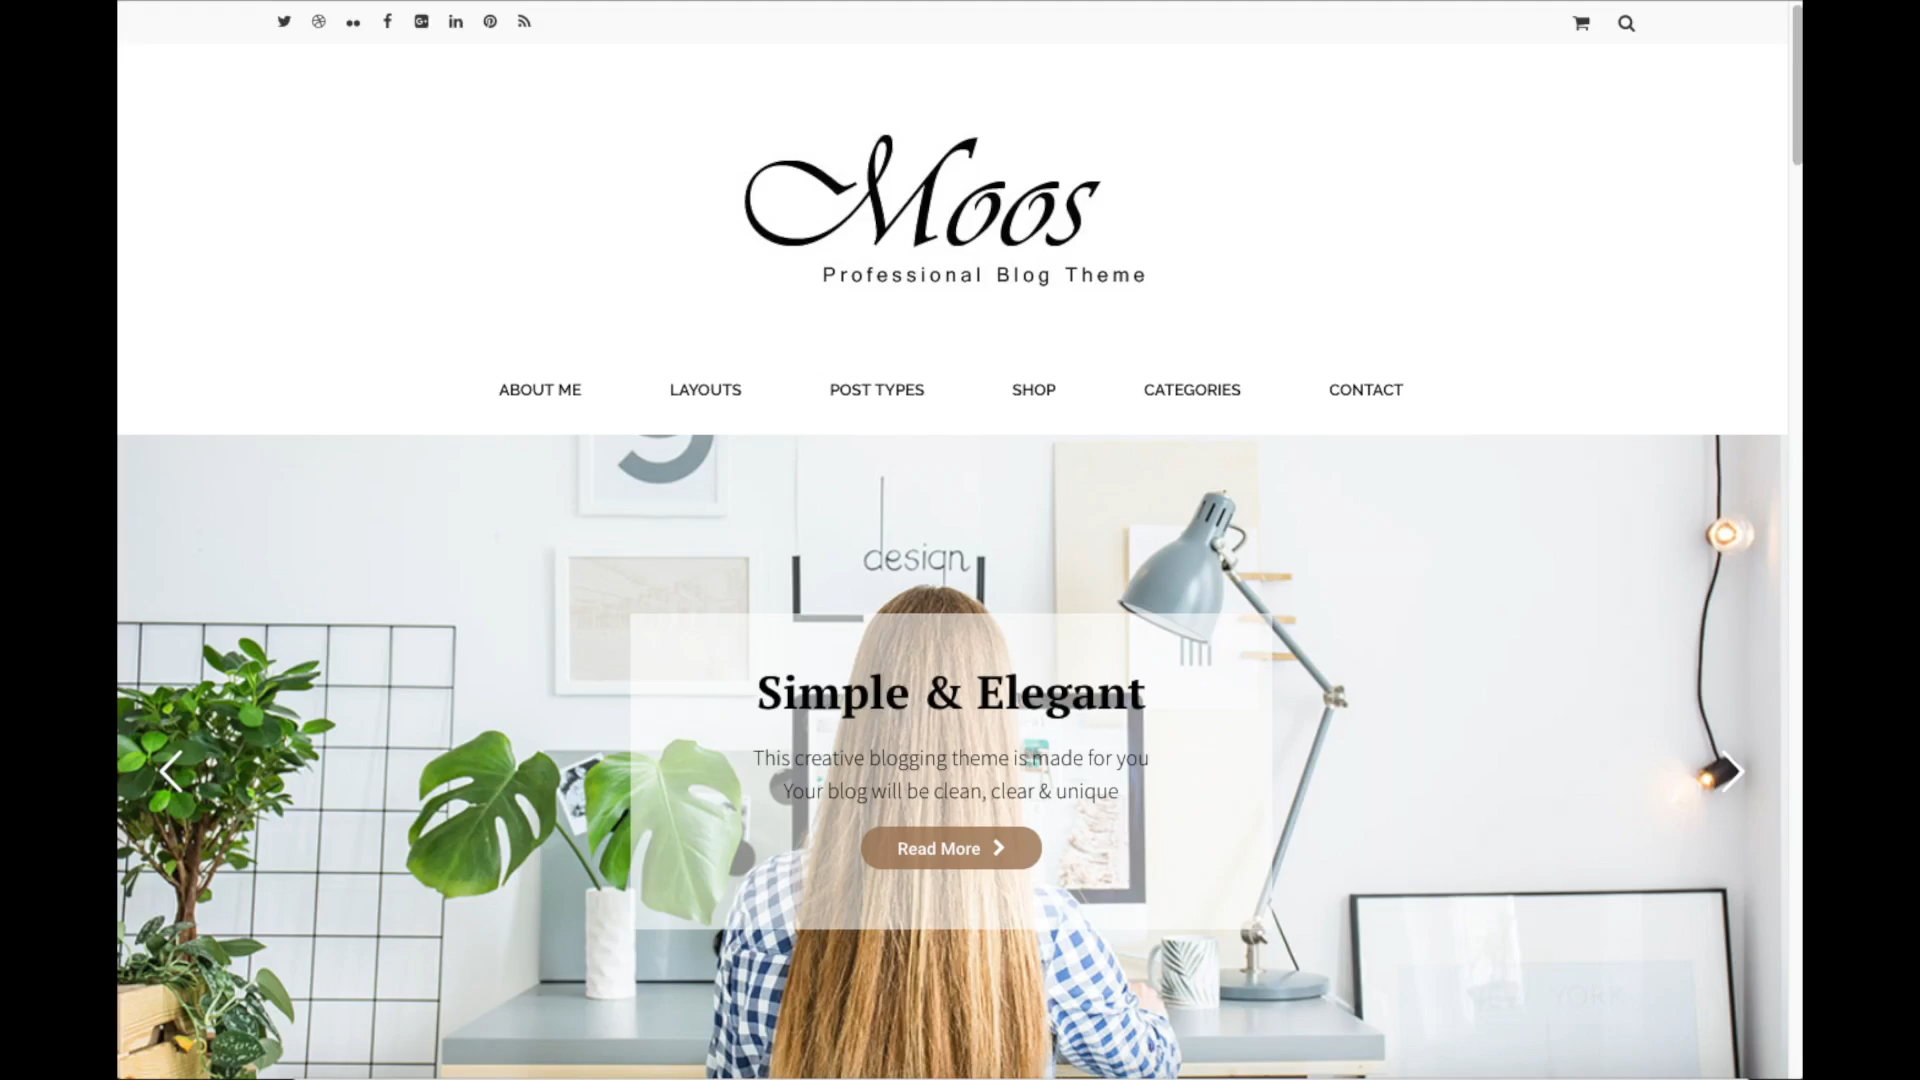 Moos
Professional Blog Theme
ABOUT ME LAYOUTS POST TYPES SHOP CATEGORIES CONTACT
design
Simple & Elegant
This creative blogging theme is made for you
Your blog will be clean, clear & unique
Read More
YORK